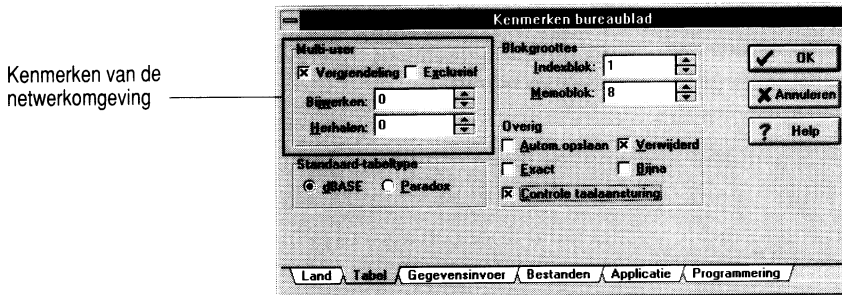 Kenmerken van de
netwerkomgeving
Kenmerken bureaublad
Multi-user
Vergrendeling Exclusief
Bijwerken: 0
Herhalen: 0
Standaard-tabeltype
dBASE Paradox
Blokgroottes
Indexblok: 1
Memoblok: 8
Overig
Autom. opslaan Verwijderd
Exact Bijna
Controle taalaansturing
OK
Annuleren
Help
Land Tabel Gegevensinvoer Bestanden Applicatie Programmering